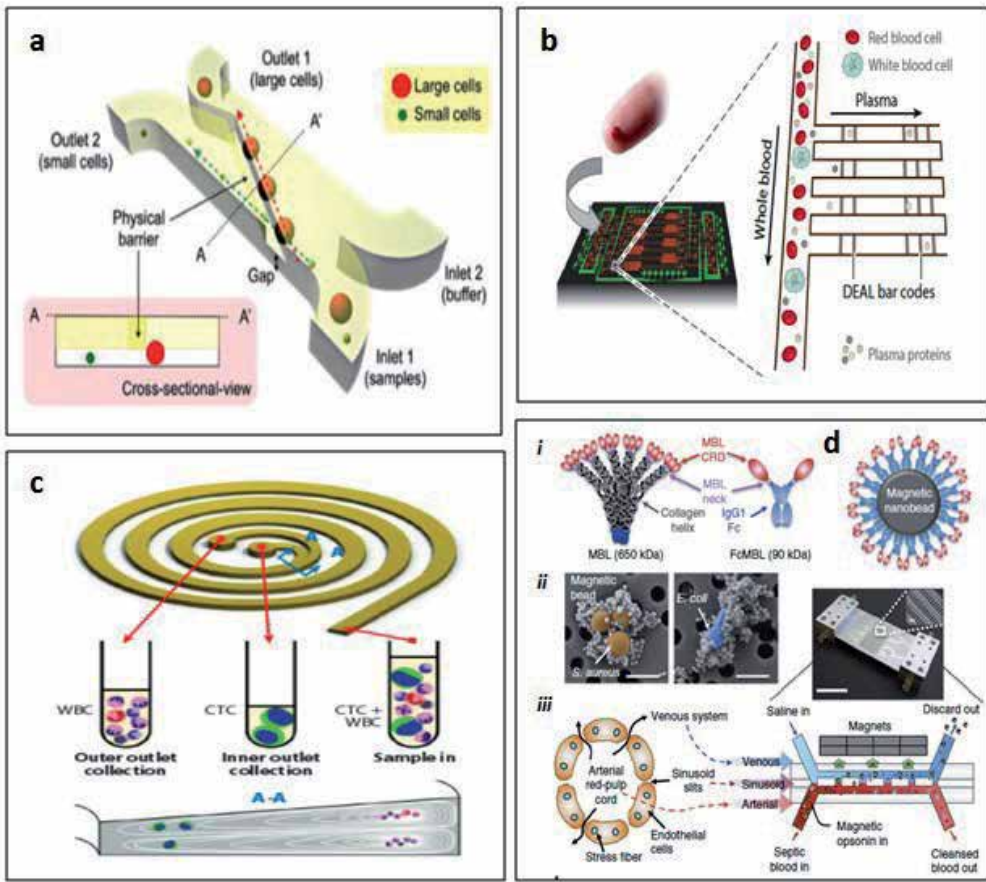 a
Outlet 1
(large cells)
Large cells
Small cells
A'
Outlet 2
(small cells)
Physical
barrier
A
Gap
Inlet 2
(buffer)
Inlet 1
(samples)
A
A'
Cross-sectional-view
b
Red blood cell
White blood cell
Plasma
Whole blood
DEAL bar codes
Plasma proteins
c
A
A
WBC
CTC
CTC +
WBC
Outer outlet
collection
Inner outlet
collection
Sample in
A-A
d
i
MBL
CRD
MBL
neck
Collagen
helix
IgG1
Fc
MBL (650 kDa)
FcMBL (90 kDa)
Magnetic
nanobead
ii
Magnetic
bead
S. aureus
E. coli
iii
Venous system
Arterial
red-pulp
cord
Sinusoid
slits
Endothelial
cells
Stress fiber
Saline in
Magnets
Discard out
Venous
Sinusoid
Arterial
Septic
blood in
Magnetic
opsonin in
Cleansed
blood out